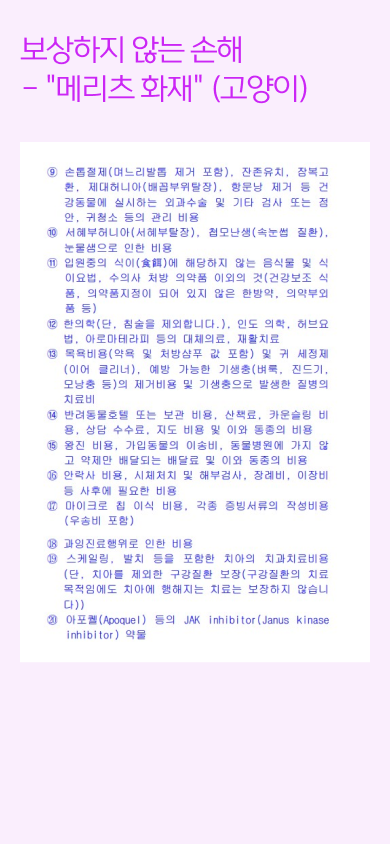 보상하지 않는 손해
- "메리츠 화재" (고양이)
⑨ 손톱절제(며느리발톱 제거 포함), 잔존유치, 잠복고
환, 제대허니아(배꼽부위탈장), 항문낭 제거 등 건
강동물에 실시하는 외과수술 및 기타 검사 또는 점
안, 귀청소 등의 관리 비용
⑩ 서혜부허니아(서혜부탈장), 첩모난생(속눈썹 질환),
눈물샘으로 인한 비용
⑪ 입원중의 식이(食餌)에 해당하지 않는 음식물 및 식
이요법, 수의사 처방 의약품 이외의 것(건강보조 식
품, 의약품지정이 되어 있지 않은 한방약, 의약부외
품 등)
⑫ 한의학(단, 침술을 제외합니다.), 인도 의학, 허브요
법, 아로마테라피 등의 대체의료, 재활치료
⑬ 목욕비용(약욕 및 처방샴푸 값 포함) 및 귀 세정제
(이어 클리너), 예방 가능한 기생충(벼룩, 진드기,
모낭충 등)의 제거비용 및 기생충으로 발생한 질병의
치료비
⑭ 반려동물호텔 또는 보관 비용, 산책료, 카운슬링 비
용, 상담 수수료, 지도 비용 및 이와 동종의 비용
⑮ 왕진 비용, 가입동물의 이송비, 동물병원에 가지 않
고 약제만 배달되는 배달료 및 이와 동종의 비용
⑯ 안락사 비용, 시체처치 및 해부검사, 장례비, 이장비
등 사후에 필요한 비용
⑰ 마이크로 칩 이식 비용, 각종 증빙서류의 작성비용
(우송비 포함)
⑱ 과잉진료행위로 인한 비용
⑲ 스케일링, 발치 등을 포함한 치아의 치과치료비용
(단, 치아를 제외한 구강질환 보장(구강질환의 치료
목적임에도 치아에 행해지는 치료는 보장하지 않습니
다))
⑳ 아포퀠(Apoquel) 등의 JAK inhibitor(Janus kinase
inhibitor) 약물